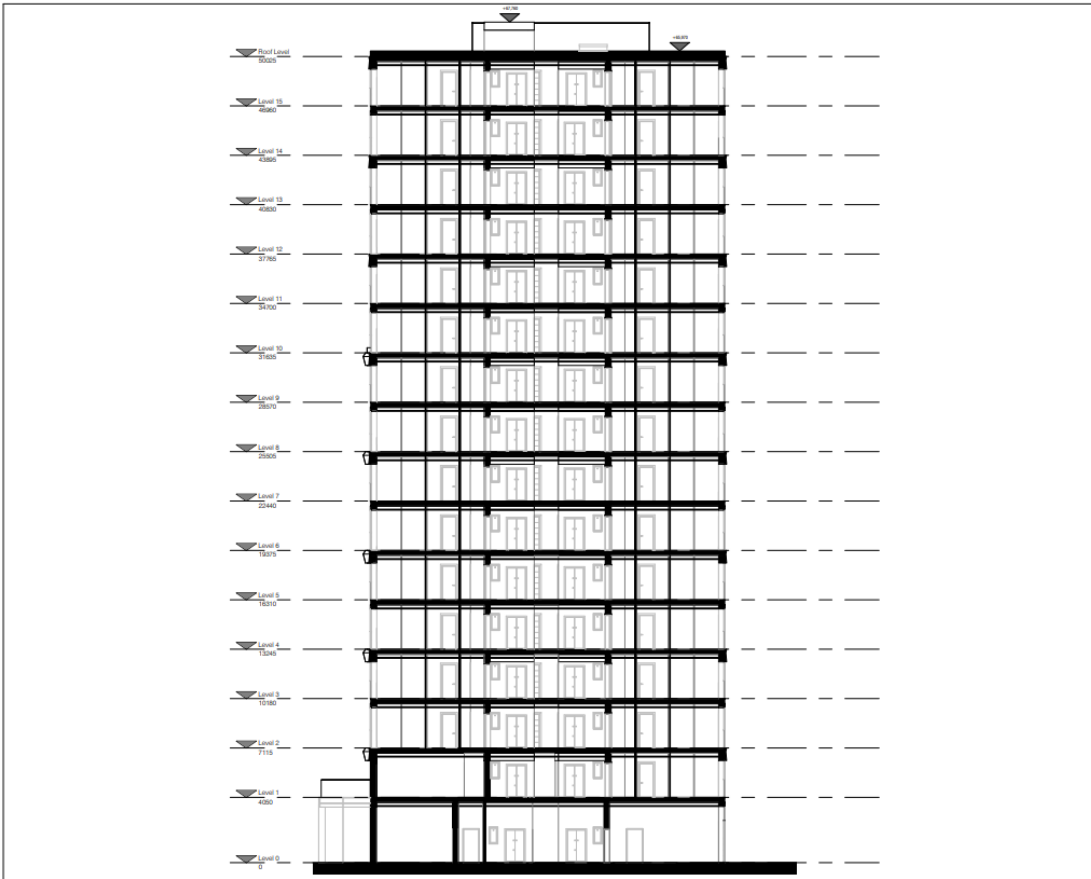 Roof Level
50025
Level 15
46960
Level 14
43895
Level 13
40830
Level 12
37765
Level 11
34700
Level 10
31635
Level 9
28570
Level 8
25505
Level 7
22440
Level 6
19375
Level 5
16310
Level 4
13245
Level 3
10180
Level 2
7115
Level 1
4050
Level 0
0